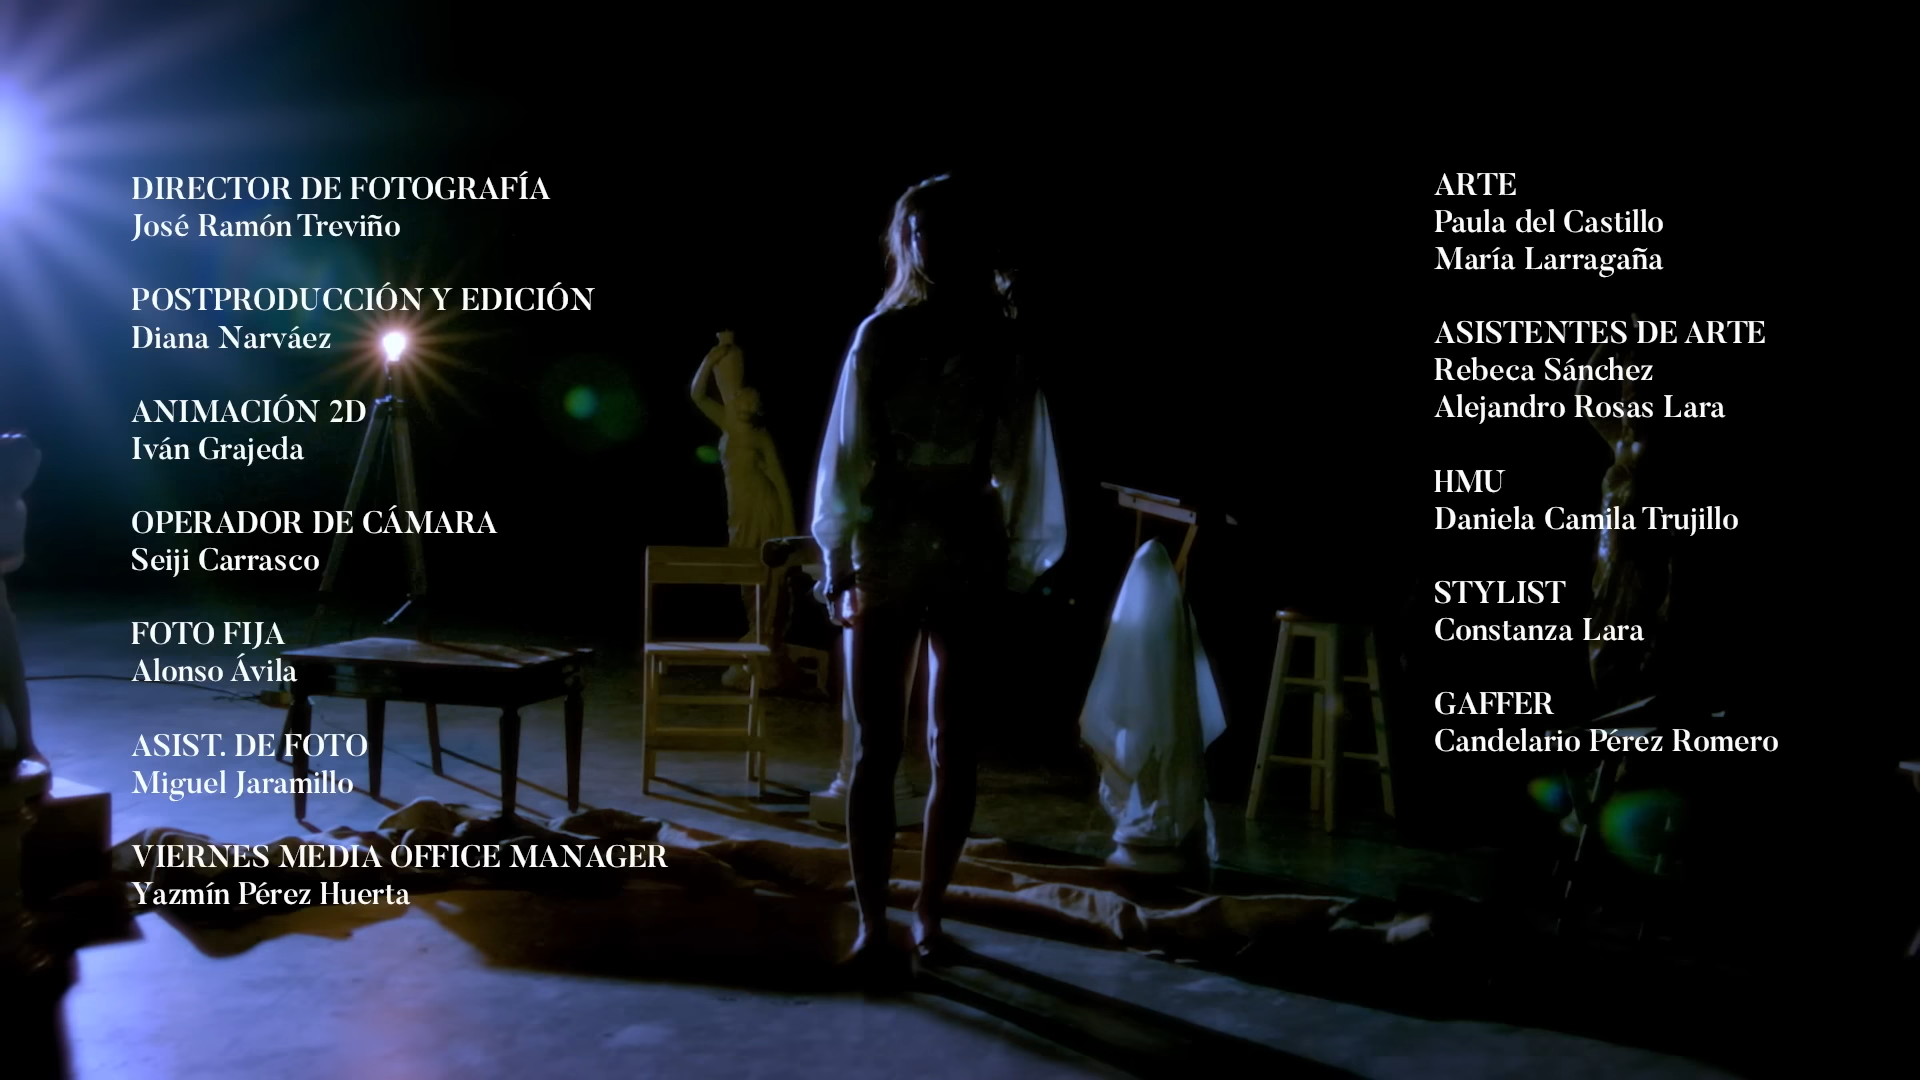 DIRECTOR DE FOTOGRAFÍA
José Ramón Treviño
POSTPRODUCCIÓN Y EDICIÓN
Diana Narváez
ANIMACIÓN 2D
Iván Grajeda
OPERADOR DE CÁMARA
Seiji Carrasco
FOTO FIJA
Alonso Ávila
ASIST. DE FOTO
Miguel Jaramillo
VIERNES MEDIA OFFICE MANAGER
Yazmín Pérez Huerta
ARTE
Paula del Castillo
María Larragaña
ASISTENTES DE ARTE
Rebeca Sánchez
Alejandro Rosas Lara
HMU
Daniela Camila Trujillo
STYLIST
Constanza Lara
GAFFER
Candelario Pérez Romero